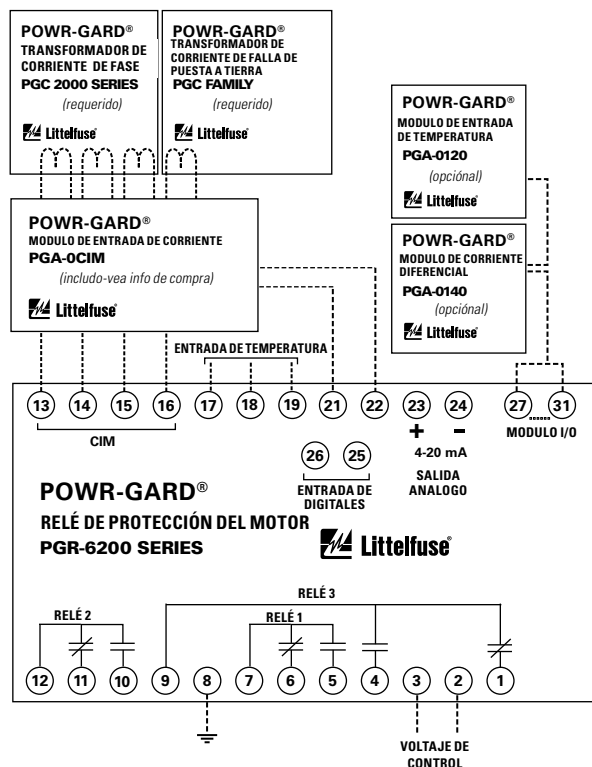 POWR-GARD®
TRANSFORMADOR DE
CORRIENTE DE FASE
PGC 2000 SERIES
(requerido)
Littelfuse®
POWR-GARD®
TRANSFORMADOR DE
CORRIENTE DE FALLA DE
PUESTA A TIERRA
PGC FAMILY
(requerido)
Littelfuse®
POWR-GARD®
MODULO DE ENTRADA
DE TEMPERATURA
PGA-0120
(opciónal)
Littelfuse®
POWR-GARD®
MODULO DE ENTRADA DE CORRIENTE
PGA-0CIM
(includo-vea info de compra)
Littelfuse®
POWR-GARD®
MODULO DE CORRIENTE
DIFERENCIAL
PGA-0140
(opciónal)
Littelfuse®
ENTRADA DE TEMPERATURA
13 14 15 16 17 18 19 21 22 23 24 27 31
CIM
+ -
4-20 mA
SALIDA
ANALOGO
MODULO I/O
26 25
ENTRADA DE
DIGITALES
POWR-GARD®
RELÉ DE PROTECCIÓN DEL MOTOR
PGR-6200 SERIES
Littelfuse®
RELÉ 3
RELÉ 2
RELÉ 1
12 11 10 9 8 7 6 5 4 3 2 1
VOLTAJE DE
CONTROL